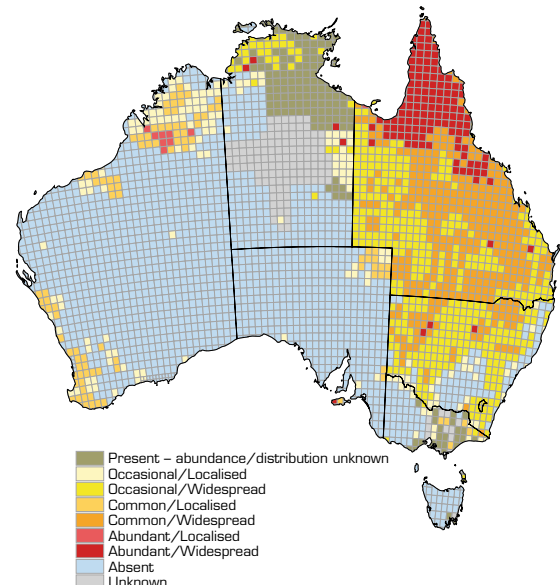 Present – abundance/distribution unknown
Occasional/Localised
Occasional/Widespread
Common/Localised
Common/Widespread
Abundant/Localised
Abundant/Widespread
Absent
Unknown